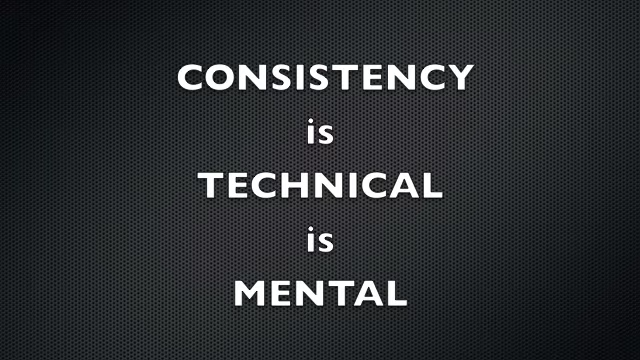 CONSISTENCY
is
TECHNICAL
is
MENTAL